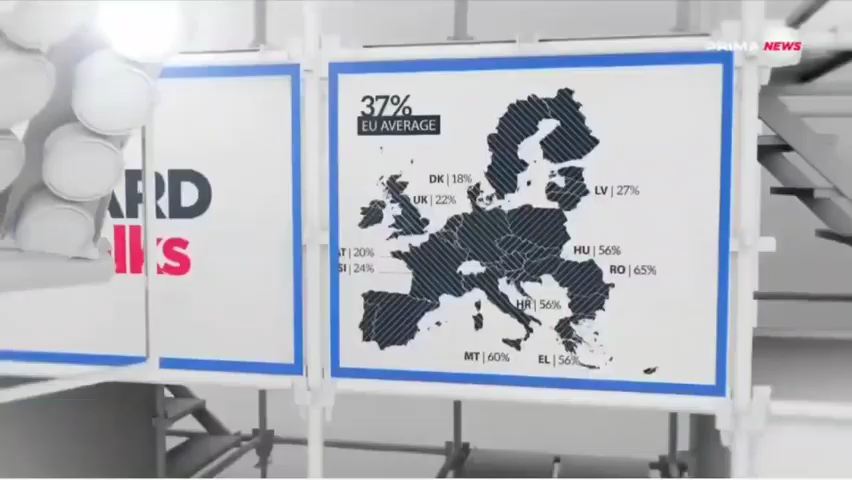 PRIMA NEWS
37%
EU AVERAGE
DK | 18%
UK | 22%
LV | 27%
AT | 20%
SI | 24%
HU | 56%
RO | 65%
HR | 56%
MT | 60%
EL | 56%
ARD
lks